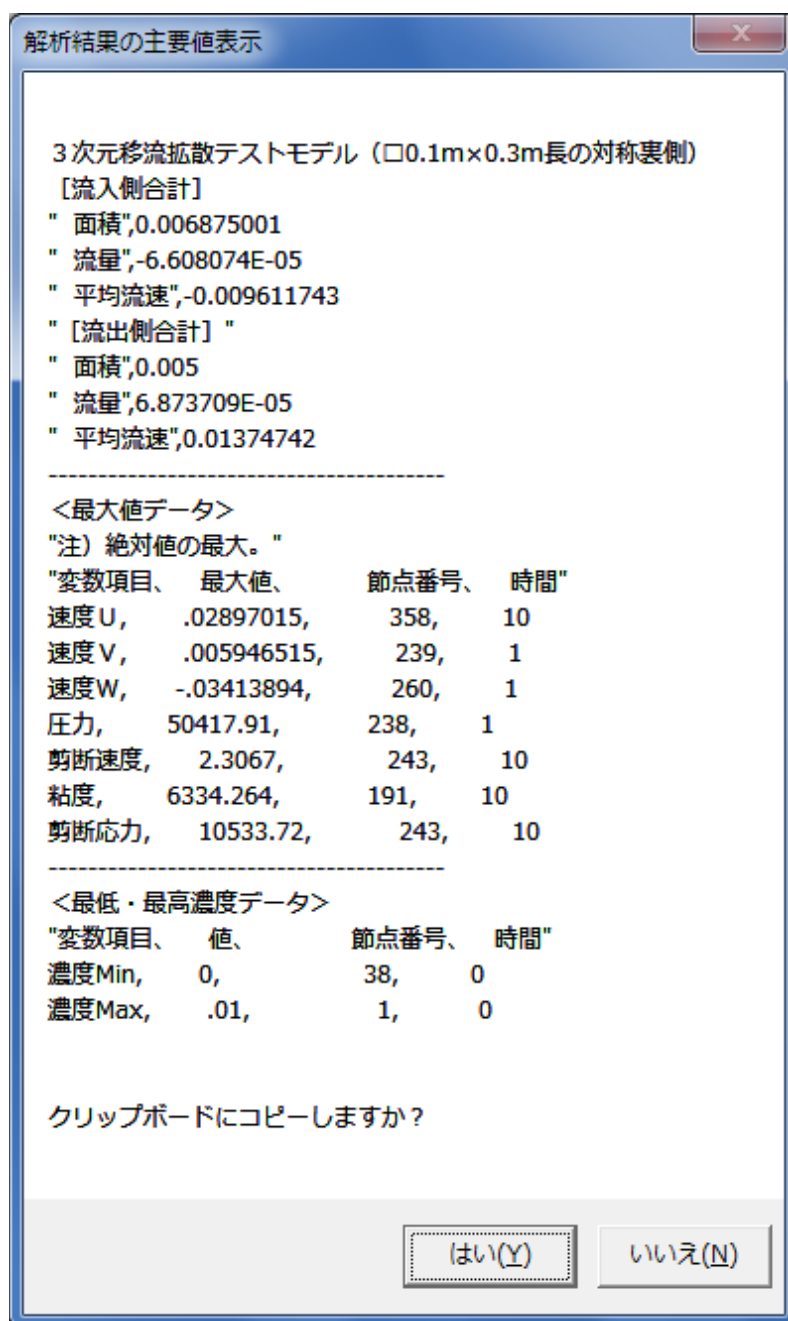 解析結果の主要値表示
３次元移流拡散テストモデル（□0.1m×0.3m長の対称裏側）
［流入側合計］
"  面積",0.006875001
"  流量",-6.608074E-05
"  平均流速",-0.009611743
"［流出側合計］"
"  面積",0.005
"  流量",6.873709E-05
"  平均流速",0.01374742
----------------------------------------
＜最大値データ＞
"注）絶対値の最大。"
"変数項目、　最大値、　　　節点番号、　時間"
速度Ｕ,　　.02897015,　　　358,　　10
速度Ｖ,　　.005946515,　　239,　　1
速度W,　　-.03413894,　　　260,　　1
圧力,　　50417.91,　　　238,　　1
剪断速度,　　2.3067,　　　243,　　10
粘度,　　6334.264,　　　191,　　10
剪断応力,　　10533.72,　　　243,　　10
----------------------------------------
＜最低・最高濃度データ＞
"変数項目、　値、　　　　節点番号、　時間"
濃度Min,　　0,　　　　38,　　0
濃度Max,　　.01,　　　　1,　　0
クリップボードにコピーしますか？
はい(Y)　いいえ(N)